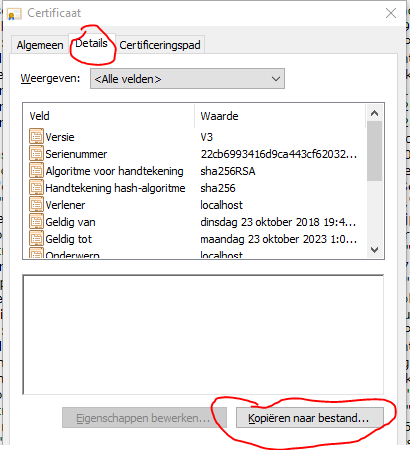 Certificaat
Algemeen Details Certificeringspad
Weergeven: <Alle velden>
Veld Waarde
Versie V3
Serienummer 22cb6993416d9ca443cf62032...
Algoritme voor handtekening sha256RSA
Handtekening hash-algoritme sha256
Verlener localhost
Geldig van dinsdag 23 oktober 2018 19:4...
Geldig tot maandag 23 oktober 2023 1:0...
Onderwerp localhost
Eigenschappen bewerken... Kopiëren naar bestand...